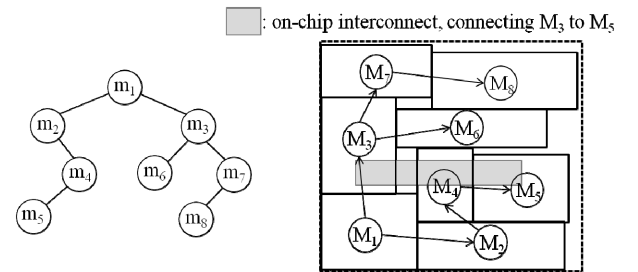 : on-chip interconnect, connecting M₃ to M₅
m₁
m₂
m₃
m₄
m₆
m₇
m₅
m₈
M₇
M₈
M₃
M₆
M₄
M₅
M₁
M₂